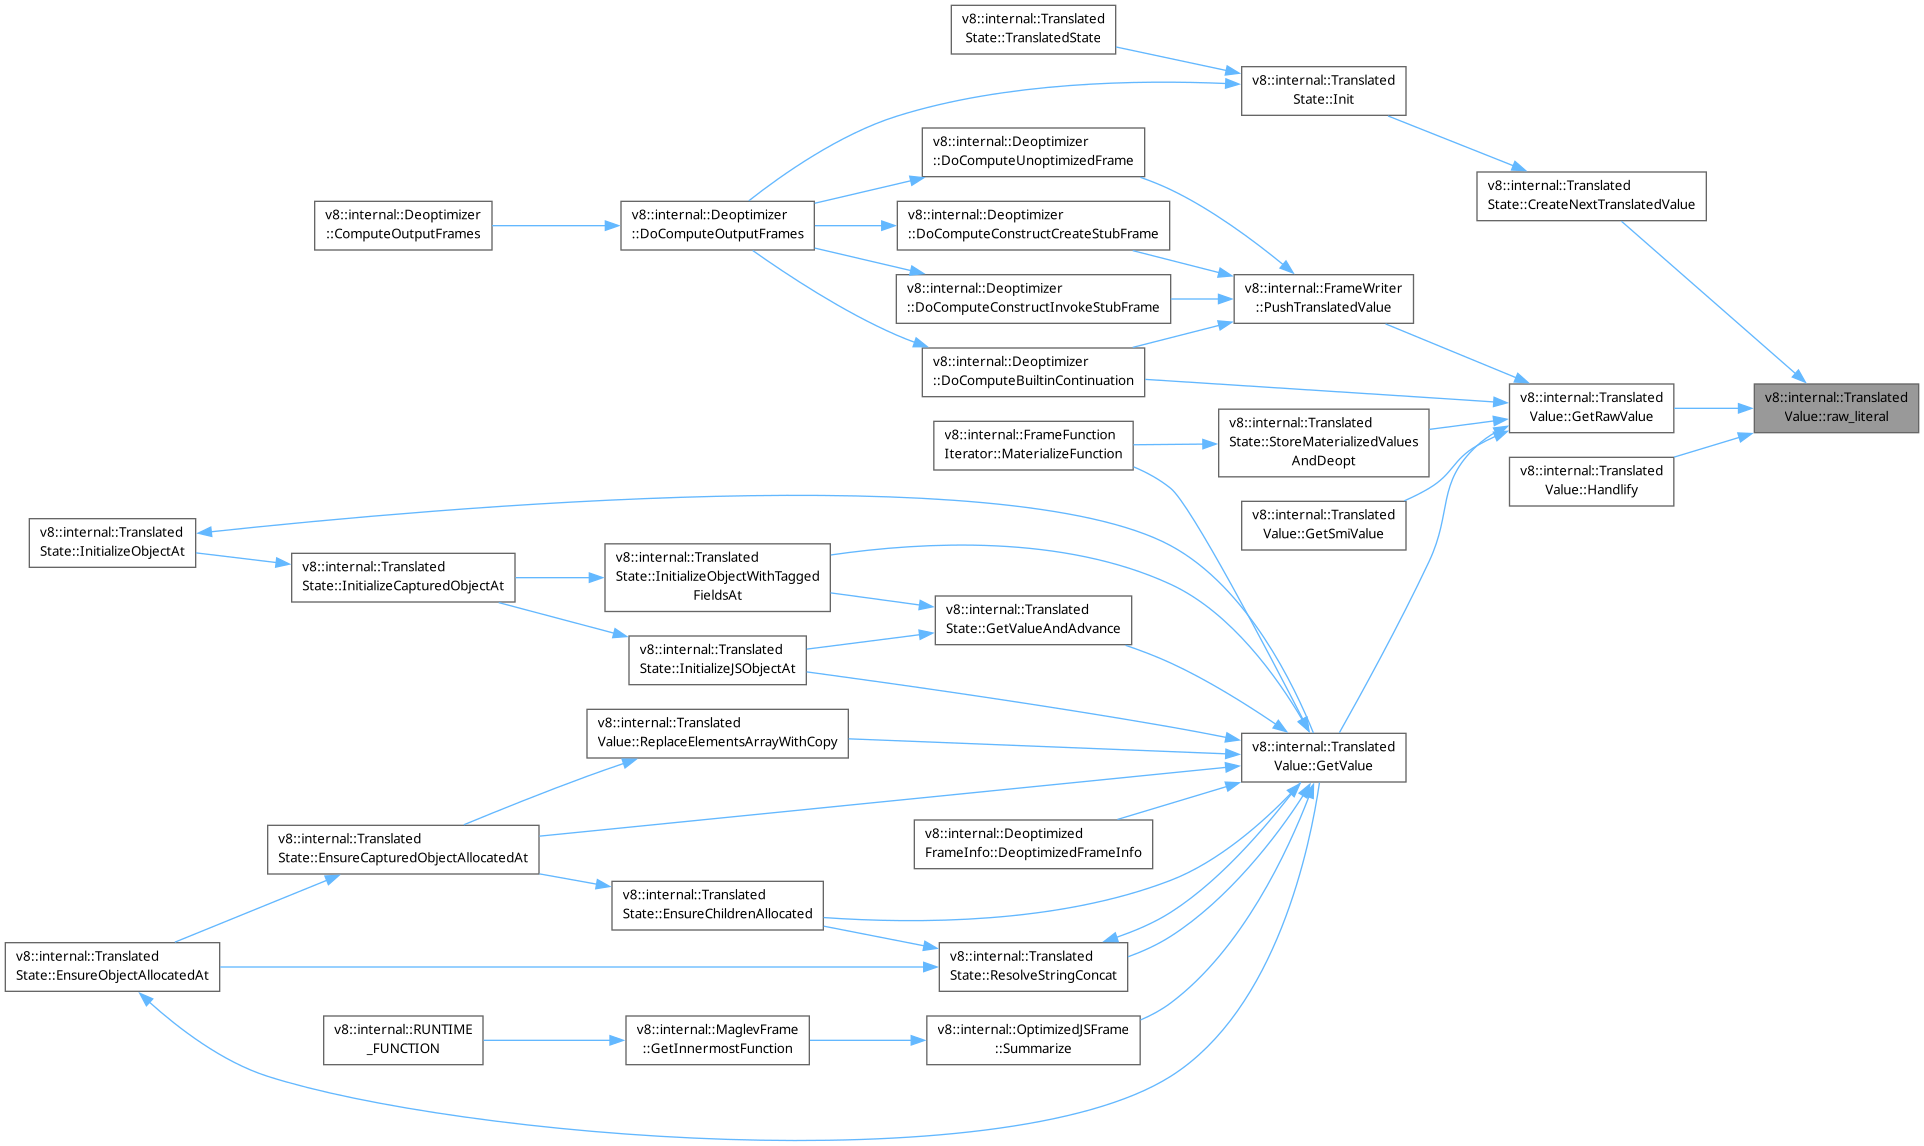 v8::internal::Translated
State::TranslatedState
v8::internal::Translated
State::Init
v8::internal::Deoptimizer
::DoComputeUnoptimizedFrame
v8::internal::Translated
State::CreateNextTranslatedValue
v8::internal::Deoptimizer
::ComputeOutputFrames
v8::internal::Deoptimizer
::DoComputeOutputFrames
v8::internal::Deoptimizer
::DoComputeConstructCreateStubFrame
v8::internal::Deoptimizer
::DoComputeConstructInvokeStubFrame
v8::internal::FrameWriter
::PushTranslatedValue
v8::internal::Deoptimizer
::DoComputeBuiltinContinuation
v8::internal::Translated
Value::GetRawValue
v8::internal::Translated
Value::raw_literal
v8::internal::FrameFunction
Iterator::MaterializeFunction
v8::internal::Translated
State::StoreMaterializedValues
AndDeopt
v8::internal::Translated
Value::Handlify
v8::internal::Translated
Value::GetSmiValue
v8::internal::Translated
State::InitializeObjectAt
v8::internal::Translated
State::InitializeCapturedObjectAt
v8::internal::Translated
State::InitializeObjectWithTagged
FieldsAt
v8::internal::Translated
State::GetValueAndAdvance
v8::internal::Translated
State::InitializeJSObjectAt
v8::internal::Translated
Value::ReplaceElementsArrayWithCopy
v8::internal::Translated
Value::GetValue
v8::internal::Translated
State::EnsureCapturedObjectAllocatedAt
v8::internal::Deoptimized
FrameInfo::DeoptimizedFrameInfo
v8::internal::Translated
State::EnsureChildrenAllocated
v8::internal::Translated
State::EnsureObjectAllocatedAt
v8::internal::Translated
State::ResolveStringConcat
v8::internal::RUNTIME
_FUNCTION
v8::internal::MaglevFrame
::GetInnermostFunction
v8::internal::OptimizedJSFrame
::Summarize